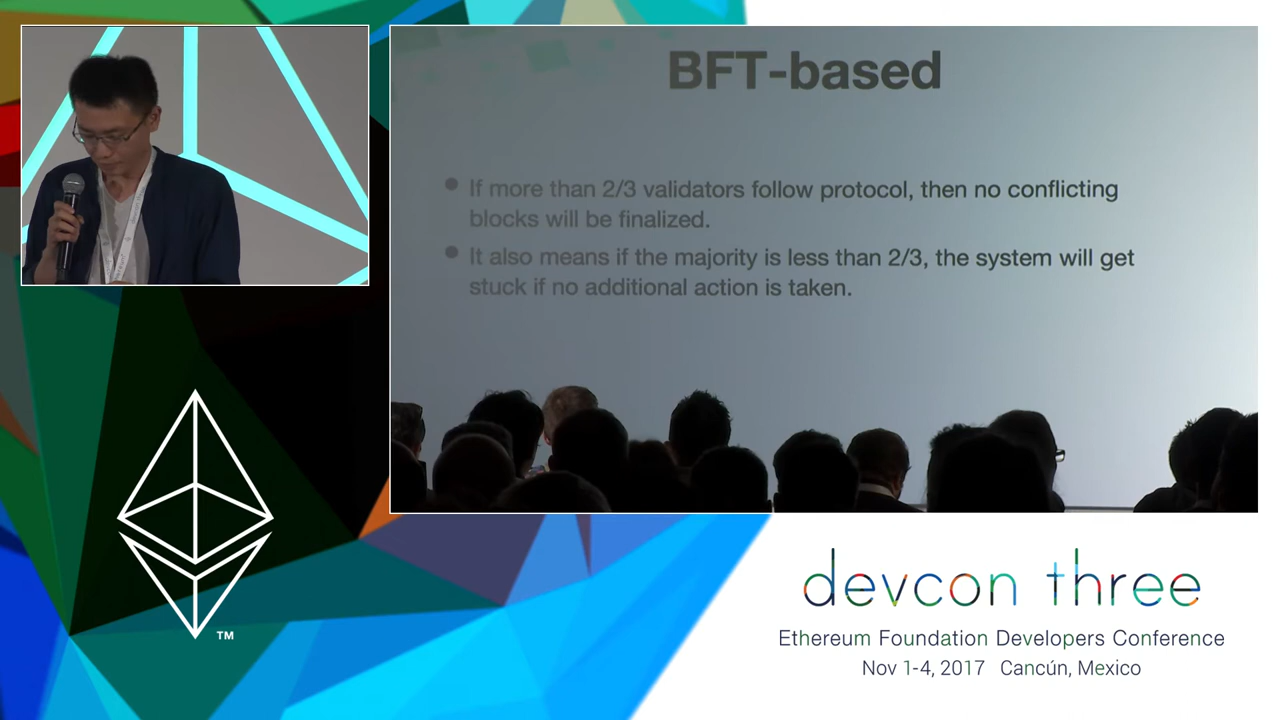 BFT-based
If more than 2/3 validators follow protocol, then no conflicting
blocks will be finalized.
It also means if the majority is less than 2/3, the system will get
stuck if no additional action is taken.
TM
devcon three
Ethereum Foundation Developers Conference
Nov 1-4, 2017 Cancún, Mexico